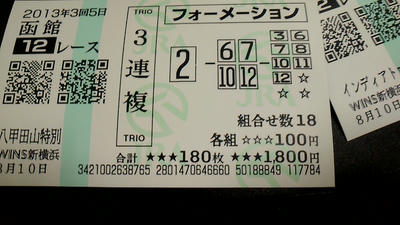 2013年3回5日
函館
12レース
八甲田山特別
WINS新横浜
8月10日
TRIO
3連複
TRIO
フォーメーション
2 - 6 7 10 12 - 3 6 7 8 10 11 12 ☆ ☆ ☆
組合せ数18
各組 ☆☆☆100円
合計 ★★★180枚 ★★★1,800円
3421002638765 2801470646660 50188849 117784
JRA
インディアト
WINS新横浜
8月10日